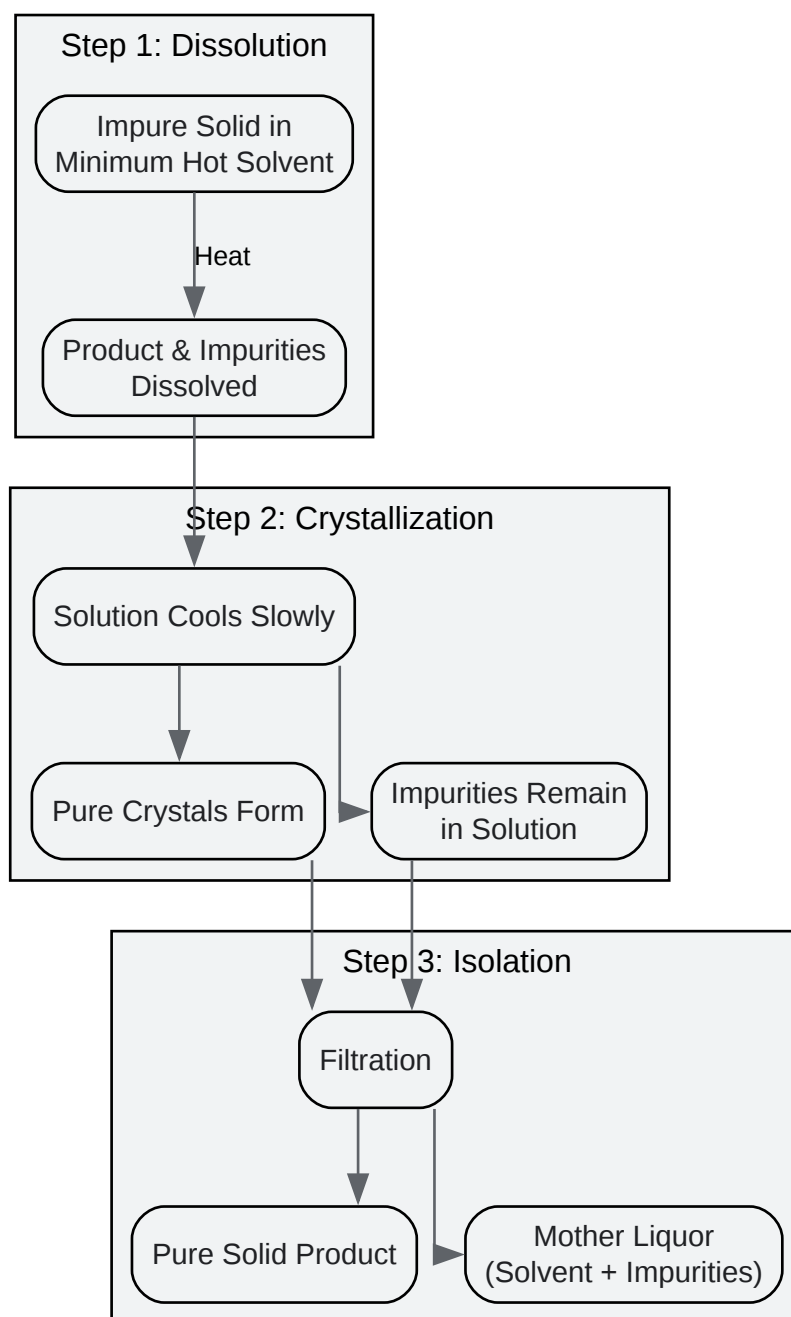 Step 1: Dissolution
Impure Solid in
Minimum Hot Solvent
Heat
Product & Impurities
Dissolved
Step 2: Crystallization
Solution Cools Slowly
Pure Crystals Form
Impurities Remain
in Solution
Step 3: Isolation
Filtration
Pure Solid Product
Mother Liquor
(Solvent + Impurities)